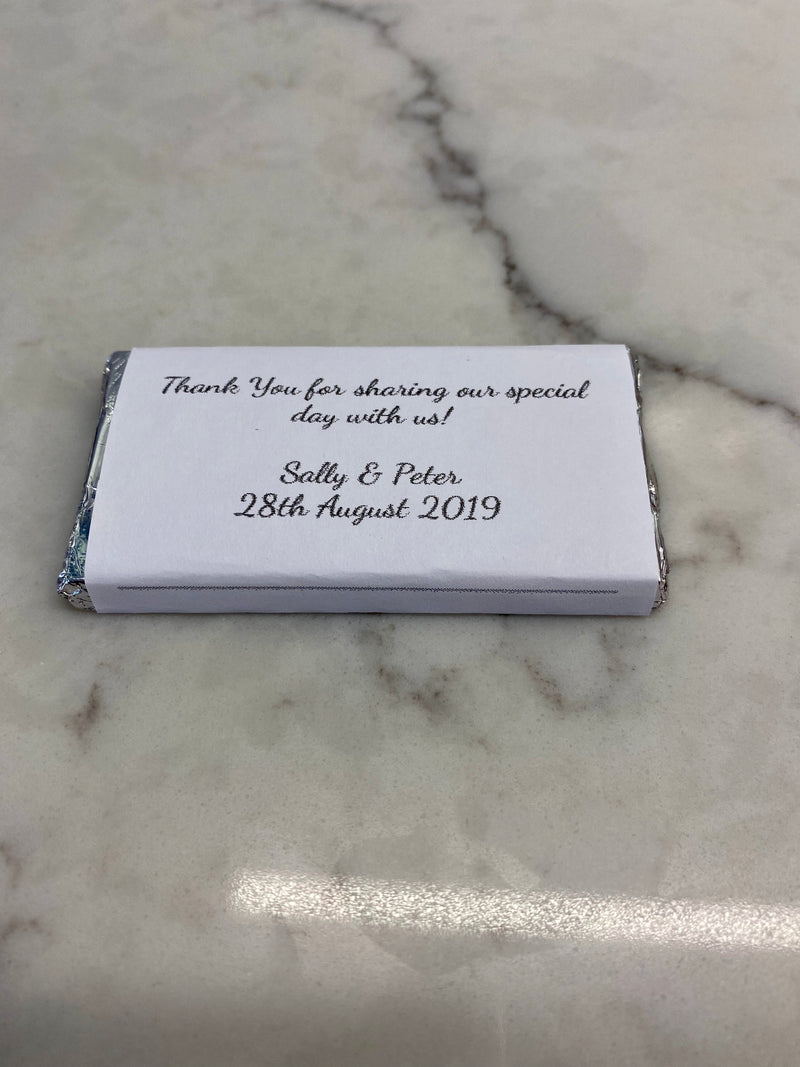 Thank You for sharing our special
day with us!
Sally & Peter
28th August 2019